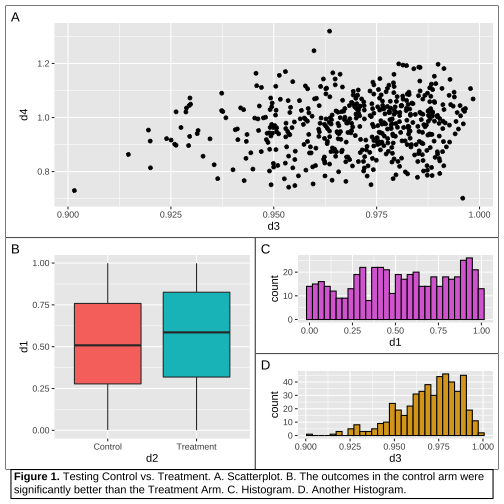 A
1.2
1.0
0.8
d4
0.900
0.925
0.950
0.975
1.000
d3
B
1.00
0.75
0.50
0.25
0.00
d1
Control
Treatment
d2
C
20
10
0
count
0.00
0.25
0.50
0.75
1.00
d1
D
40
30
20
10
0
count
0.900
0.925
0.950
0.975
1.000
d3
Figure 1. Testing Control vs. Treatment. A. Scatterplot. B. The outcomes in the control arm were
significantly better than the Treatment Arm. C. Histogram. D. Another Histogram.